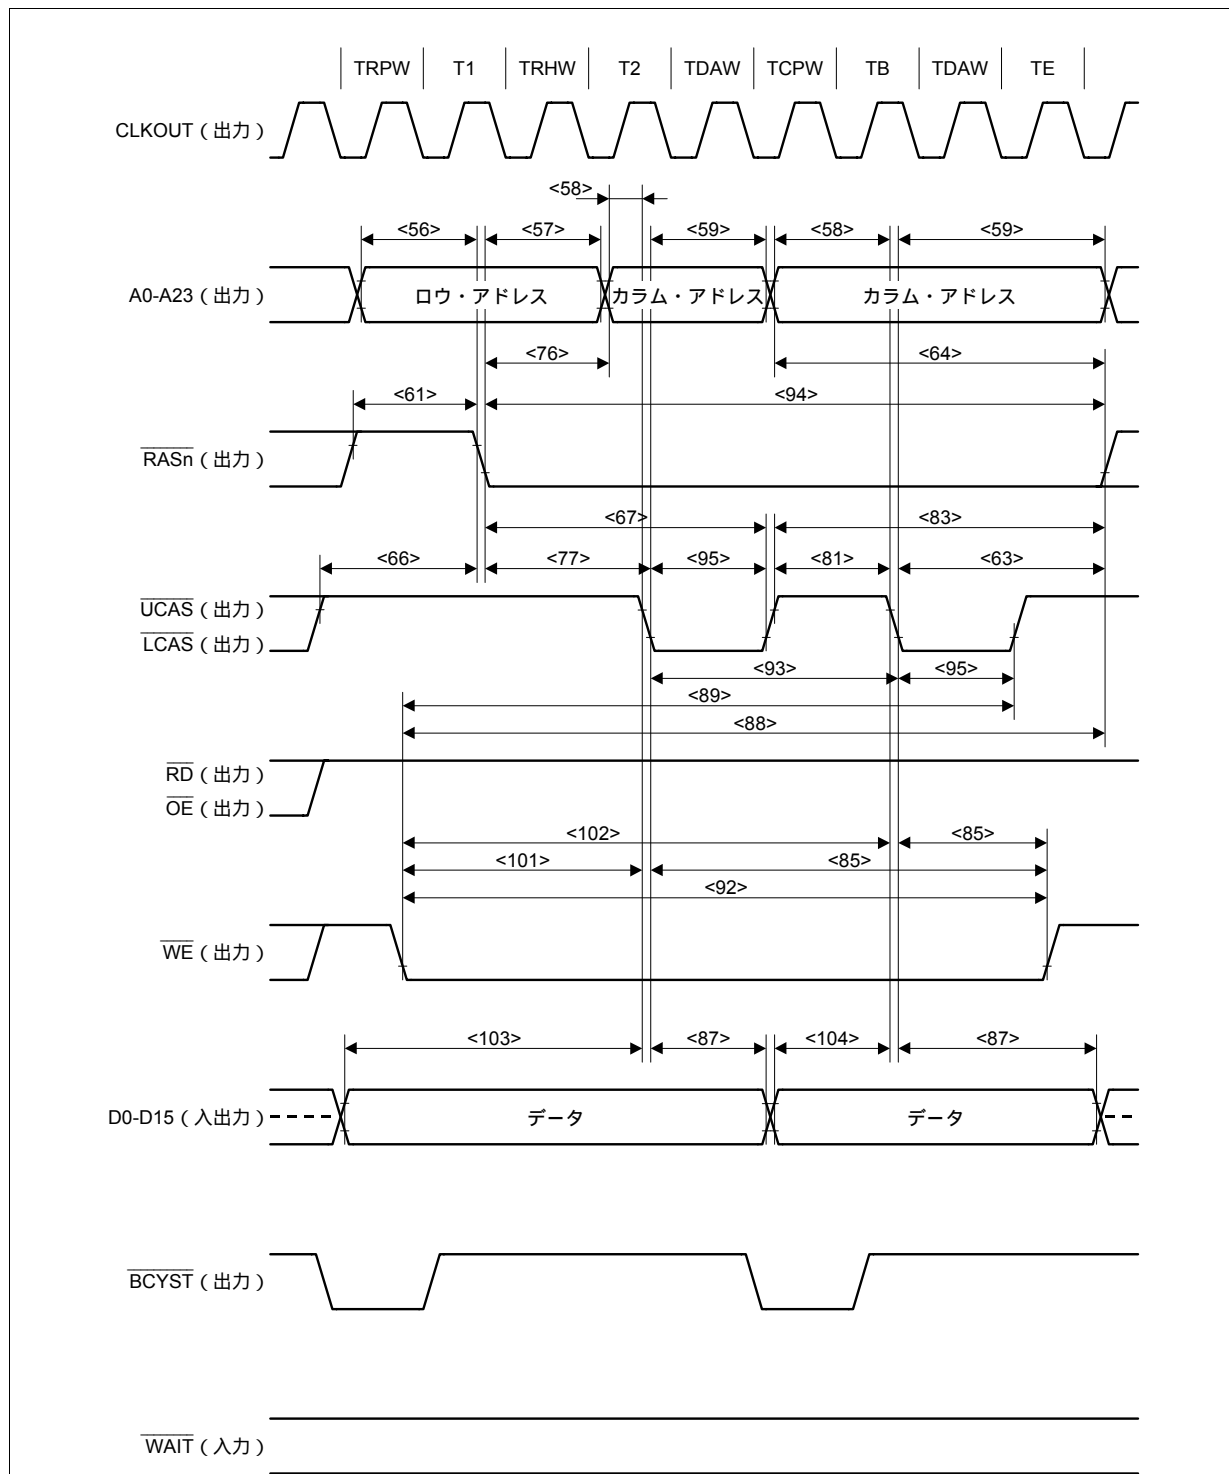 TRPW T1 TRHW T2 TDAW TCPW TB TDAW TE
CLKOUT（出力）
<58>
<56> <57> <59> <58> <59>
A0-A23（出力） ロウ・アドレス カラム・アドレス カラム・アドレス
<76> <64>
<61> <94>
RASn（出力）
<67> <83>
<66> <77> <95> <81> <63>
UCAS（出力）
LCAS（出力）
<93> <95>
<89>
<88>
RD（出力）
OE（出力）
<102> <85>
<101> <85>
<92>
WE（出力）
<103> <87> <104> <87>
D0-D15（入出力） データ データ
BCYST（出力）
WAIT（入力）